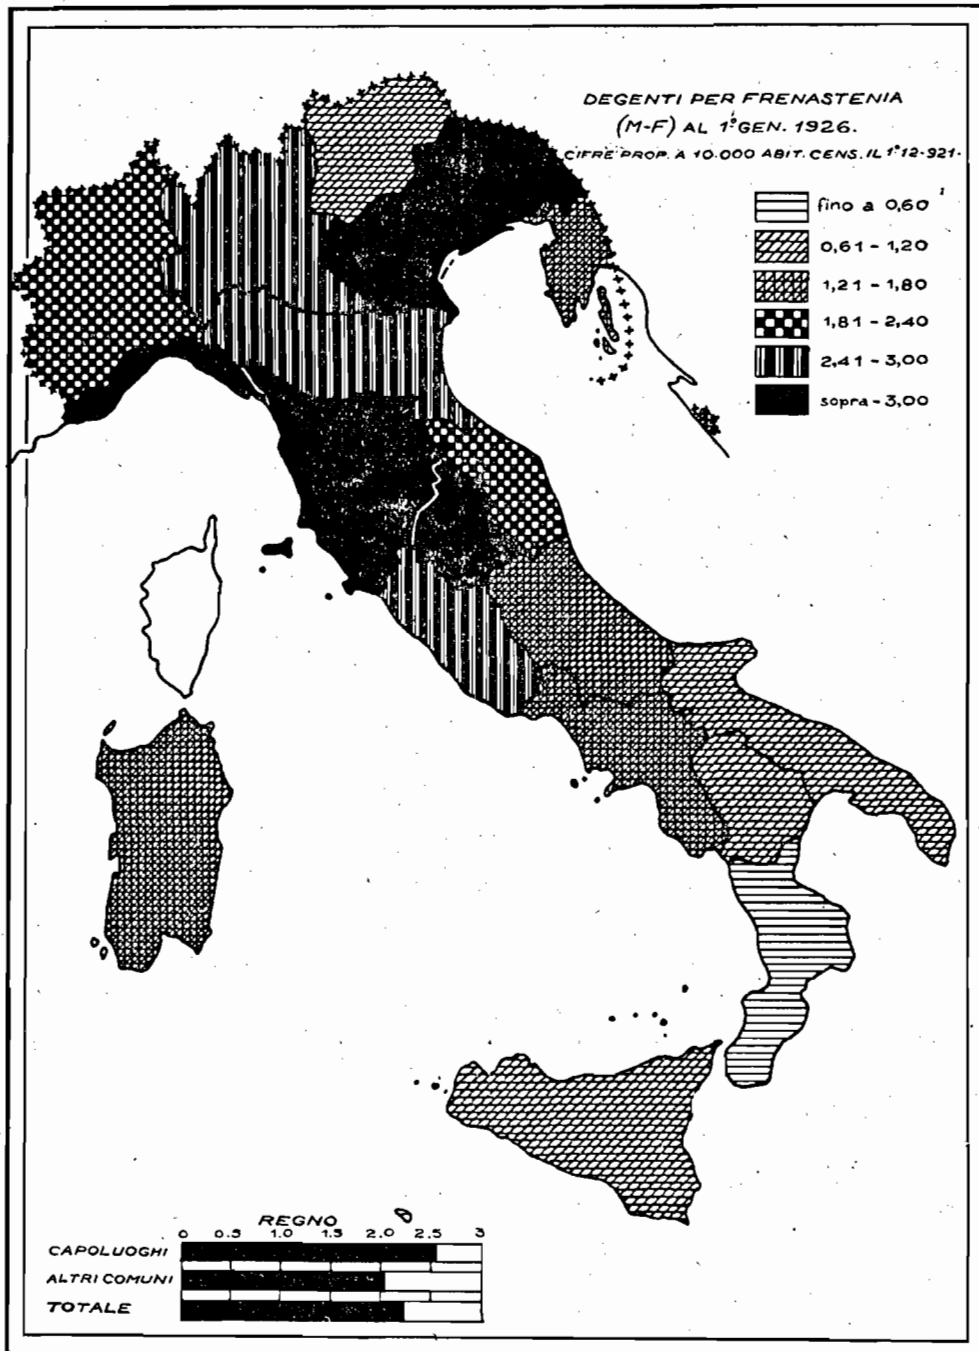 DEGENTI PER FRENASTENIA
(M-F) AL 1° GEN. 1926.
CIFRE PROP. A 10.000 ABIT. CENS. IL 1°12-921-
fino a 0,60
0,61 - 1,20
1,21 - 1,80
1,81 - 2,40
2,41 - 3,00
sopra - 3,00
REGNO
0 0.5 1.0 1.5 2.0 2.5 3
CAPOLUOGHI
ALTRI COMUNI
TOTALE